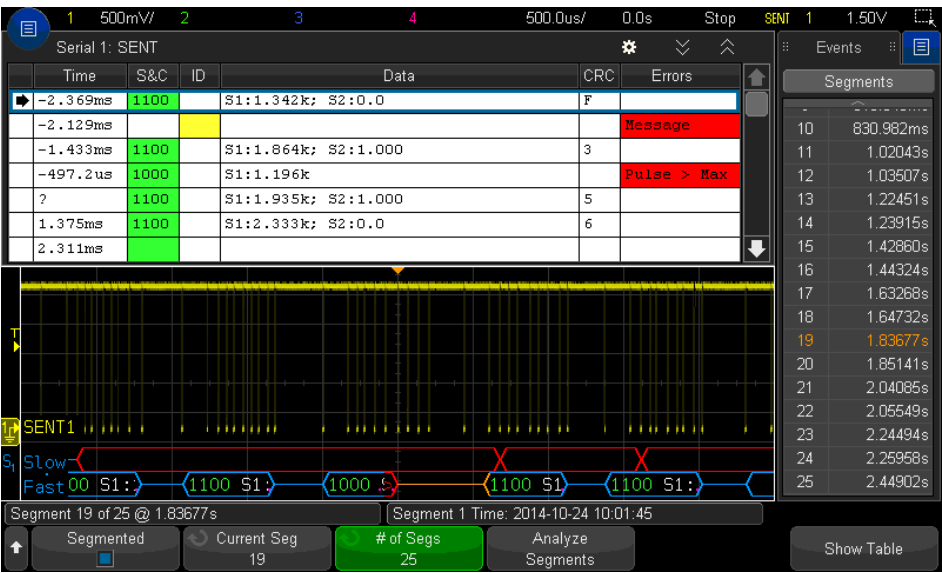 1 500mV/ 2 3 4 500.0us/ 0.0s Stop SENT 1 1.50V
Serial 1: SENT
Time S&C ID Data CRC Errors
-2.369ms 1100 S1:1.342k; S2:0.0 F
-2.129ms Message
-1.433ms 1100 S1:1.864k; S2:1.000 3
-497.2us 1000 S1:1.196k Pulse > Max
? 1100 S1:1.935k; S2:1.000 5
1.375ms 1100 S1:2.333k; S2:0.0 6
2.311ms
Events
Segments
10 830.982ms
11 1.02043s
12 1.03507s
13 1.22451s
14 1.23915s
15 1.42860s
16 1.44324s
17 1.63268s
18 1.64732s
19 1.83677s
20 1.85141s
21 2.04085s
22 2.05549s
23 2.24494s
24 2.25958s
25 2.44902s
T
SENT1
S1 Slow
Fast 00 S1: 1100 S1: 1000 S 1100 S1 1100 S1:
Segment 19 of 25 @ 1.83677s Segment 1 Time: 2014-10-24 10:01:45
Segmented Current Seg 19 # of Segs 25 Analyze Segments Show Table